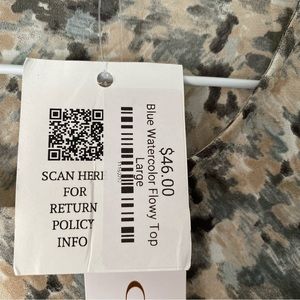 SCAN HERE
FOR
RETURN
POLICY
INFO
$46.00
Blue Watercolor Flowy Top
Large